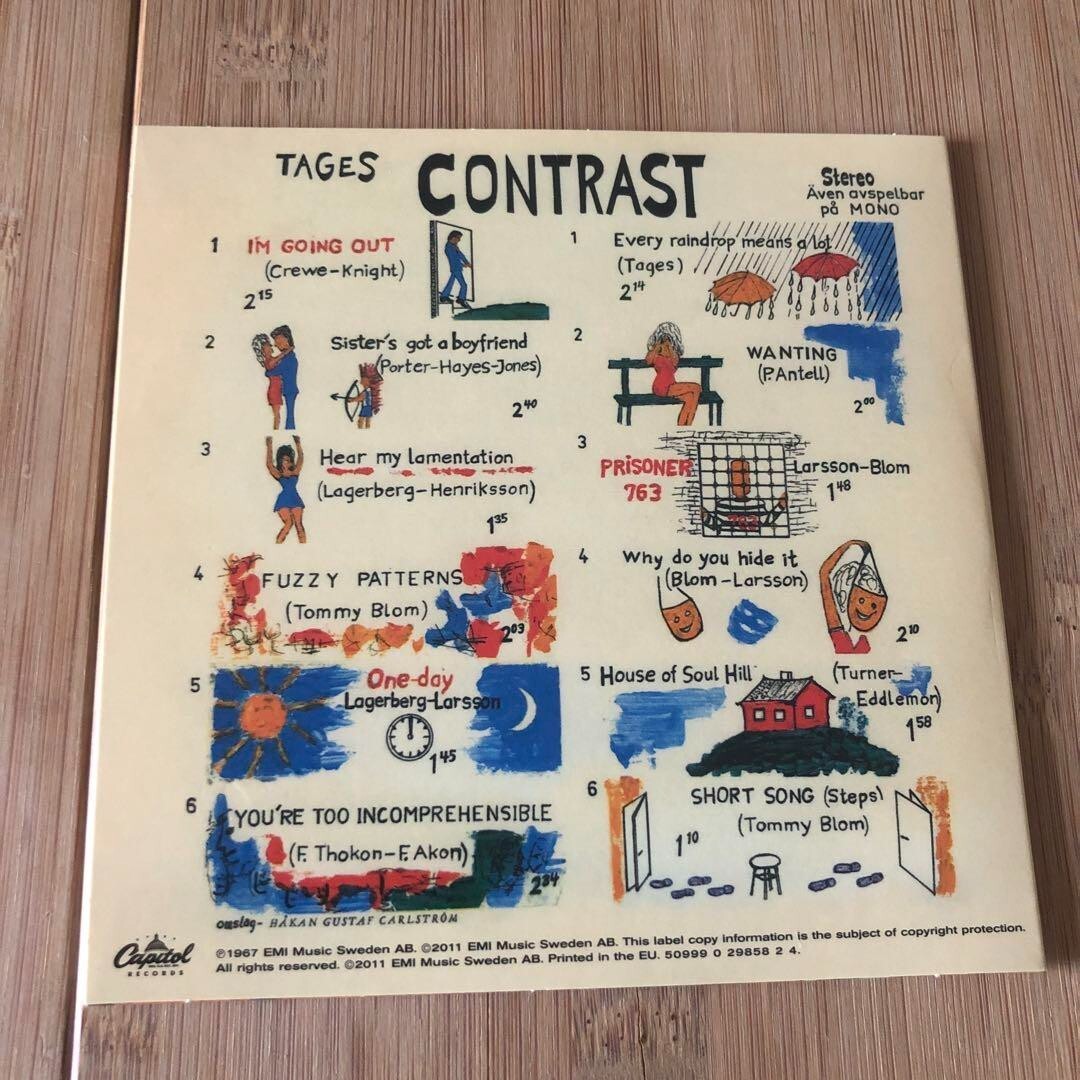 TAGES CONTRAST
Stereo
Även avspelbar
på MONO
1 I'M GOING OUT
(Crewe-Knight)
2 15
2 Sister's got a boyfriend
(Porter-Hayes-Jones)
2 40
3 Hear my lamentation
(Lagerberg-Henriksson)
1 35
4 FUZZY PATTERNS
(Tommy Blom)
2 03
5 One-day
Lagerberg-Larsson
1 45
6 YOU'RE TOO INCOMPREHENSIBLE
(F. Thokon-F. Akon)
2 34
omslag- HÅKAN GUSTAF CARLSTRÖM
1 Every raindrop means a lot
(Tages)
2 14
2 WANTING
(P. Antell)
2 00
3 PRISONER Larsson-Blom
763 1 48
763
4 Why do you hide it
(Blom-Larsson)
2 10
5 House of Soul Hill (Turner-
Eddlemon)
1 58
6 SHORT SONG (Steps)
(Tommy Blom)
1 10
Capitol
RECORDS
℗1967 EMI Music Sweden AB. ©2011 EMI Music Sweden AB. This label copy information is the subject of copyright protection.
All rights reserved. ©2011 EMI Music Sweden AB. Printed in the EU. 50999 0 29858 2 4.